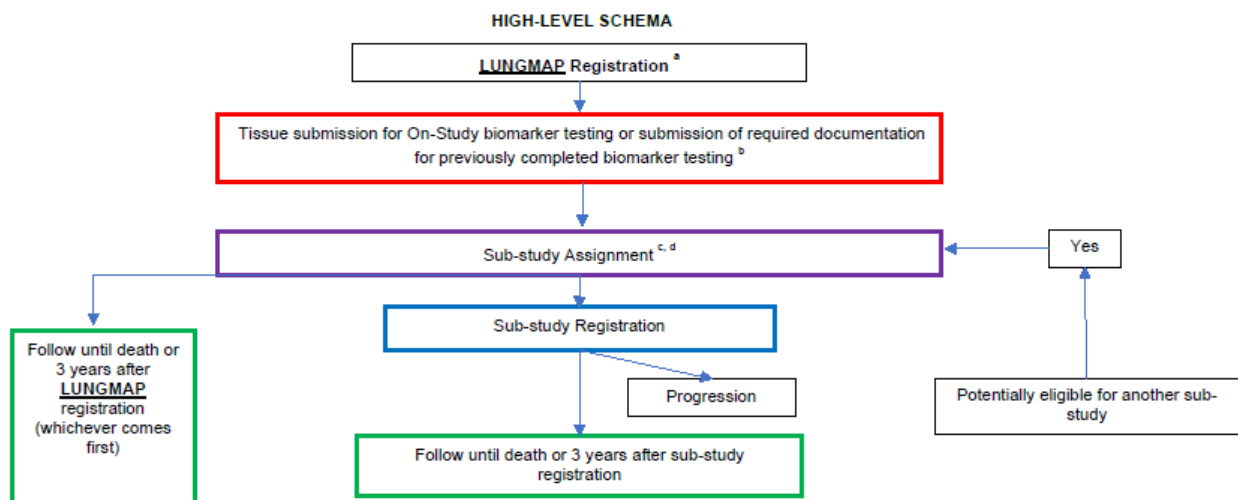 HIGH-LEVEL SCHEMA
LUNGMAP Registration a
Tissue submission for On-Study biomarker testing or submission of required documentation
for previously completed biomarker testing b
Sub-study Assignment c, d
Yes
Sub-study Registration
Follow until death or
3 years after
LUNGMAP
registration
(whichever comes
first)
Progression
Potentially eligible for another sub-
study
Follow until death or 3 years after sub-study
registration